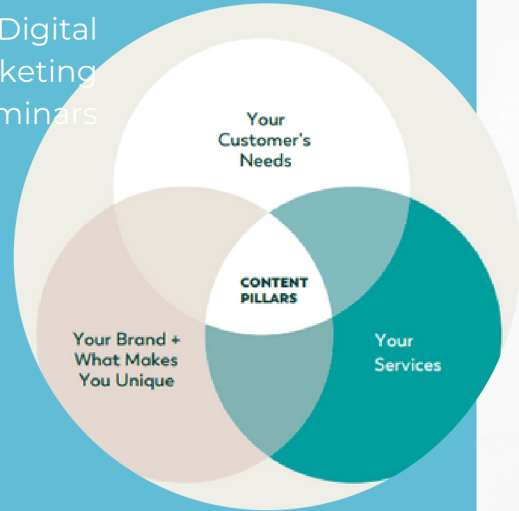 Digital
keting
minars
Your
Customer's
Needs
CONTENT
PILLARS
Your Brand +
What Makes
You Unique
Your
Services